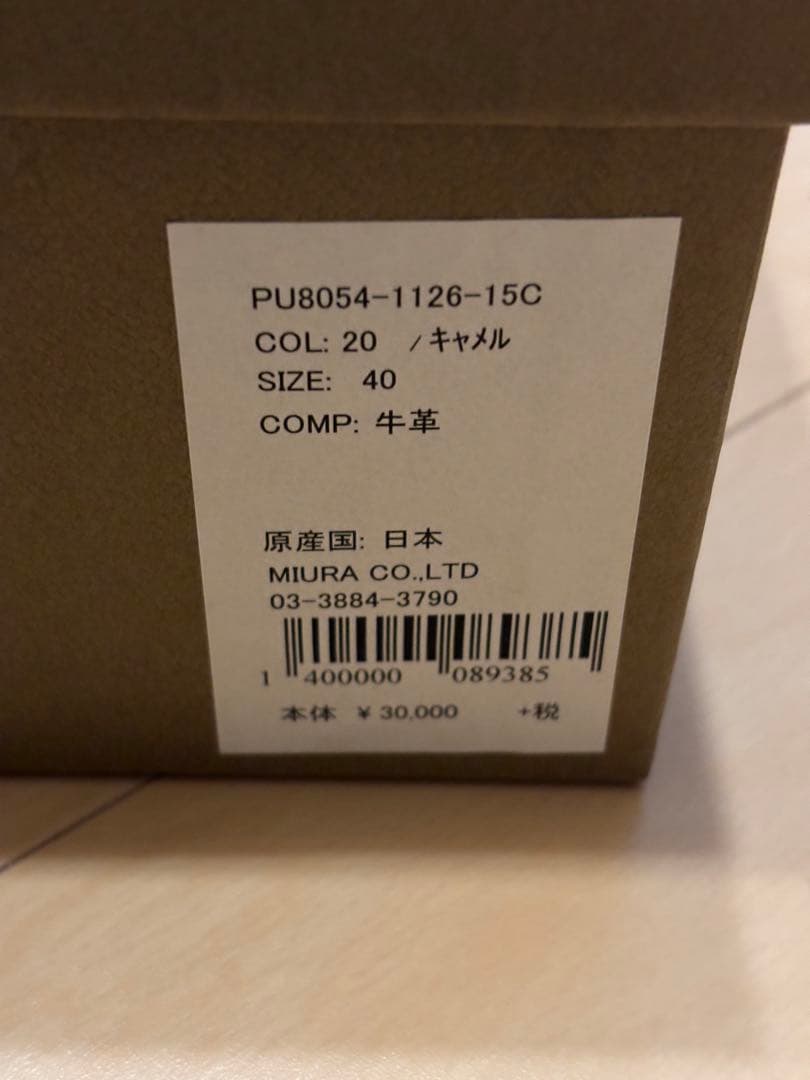 PU8054-1126-15C
COL: 20 /ｷｬﾒﾙ
SIZE: 40
COMP: 牛革
原産国: 日本
MIURA CO.,LTD
03-3884-3790
1 400000 089385
本体 ¥ 30,000 +税